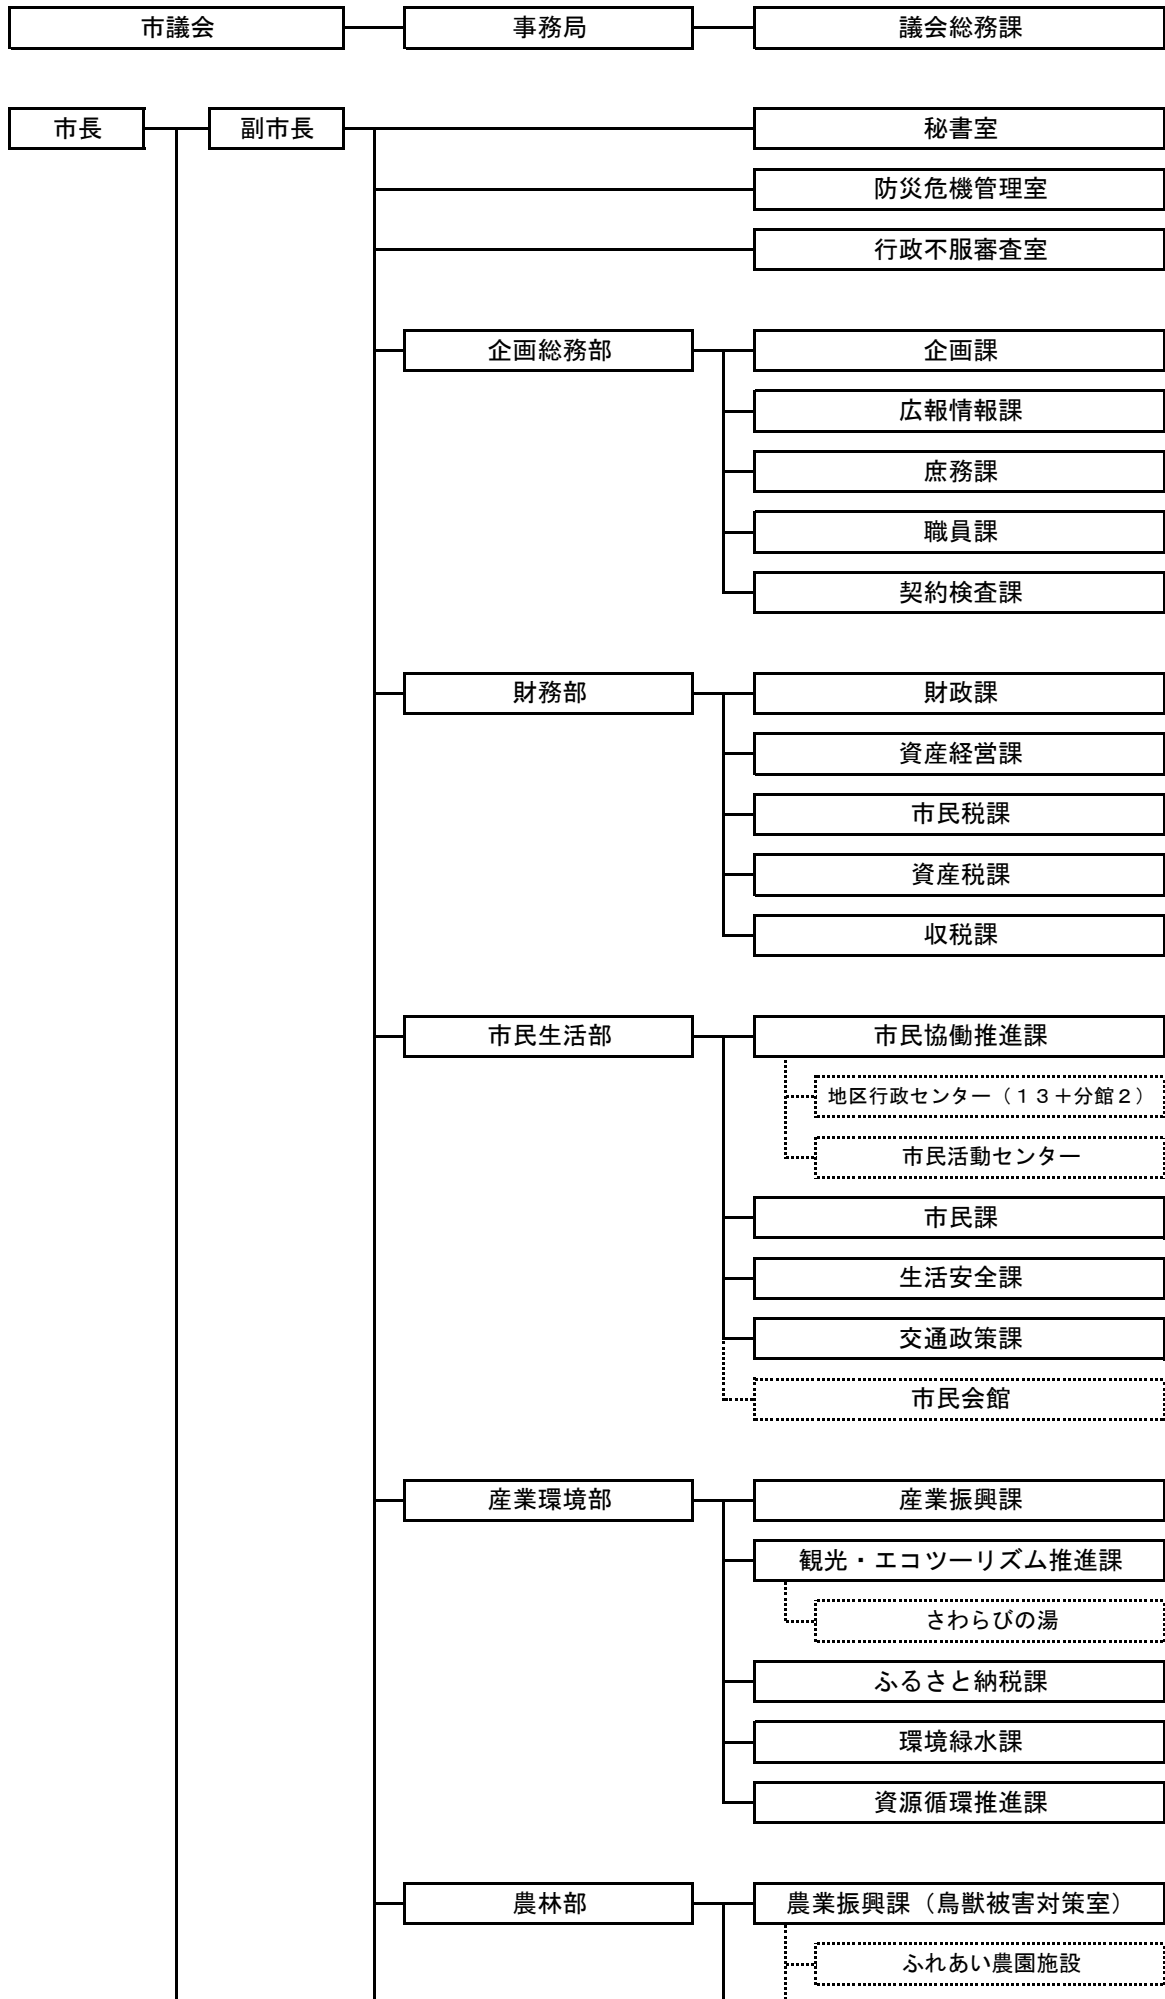 市議会 事務局 議会総務課
市長 副市長 秘書室
防災危機管理室
行政不服審査室
企画総務部 企画課
広報情報課
庶務課
職員課
契約検査課
財務部 財政課
資産経営課
市民税課
資産税課
収税課
市民生活部 市民協働推進課
地区行政センター（１３＋分館２）
市民活動センター
市民課
生活安全課
交通政策課
市民会館
産業環境部 産業振興課
観光・エコツーリズム推進課
さわらびの湯
ふるさと納税課
環境緑水課
資源循環推進課
農林部 農業振興課（鳥獣被害対策室）
ふれあい農園施設